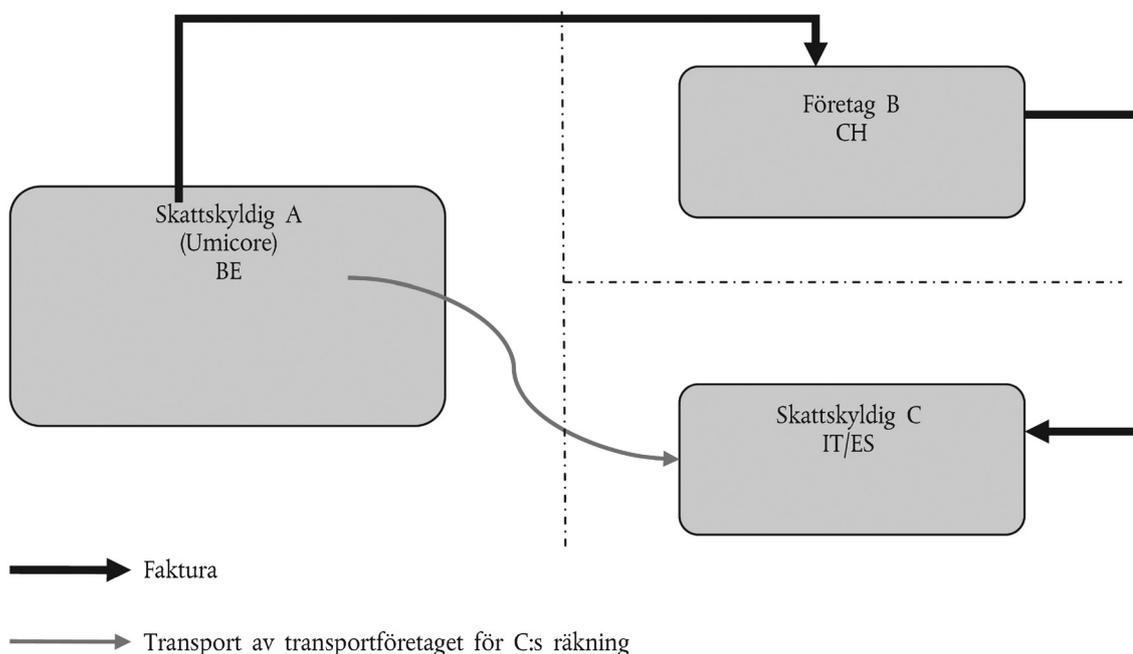 Företag B
CH
Skattskyldig A
(Umicore)
BE
Skattskyldig C
IT/ES
Faktura
Transport av transportföretaget för C:s räkning